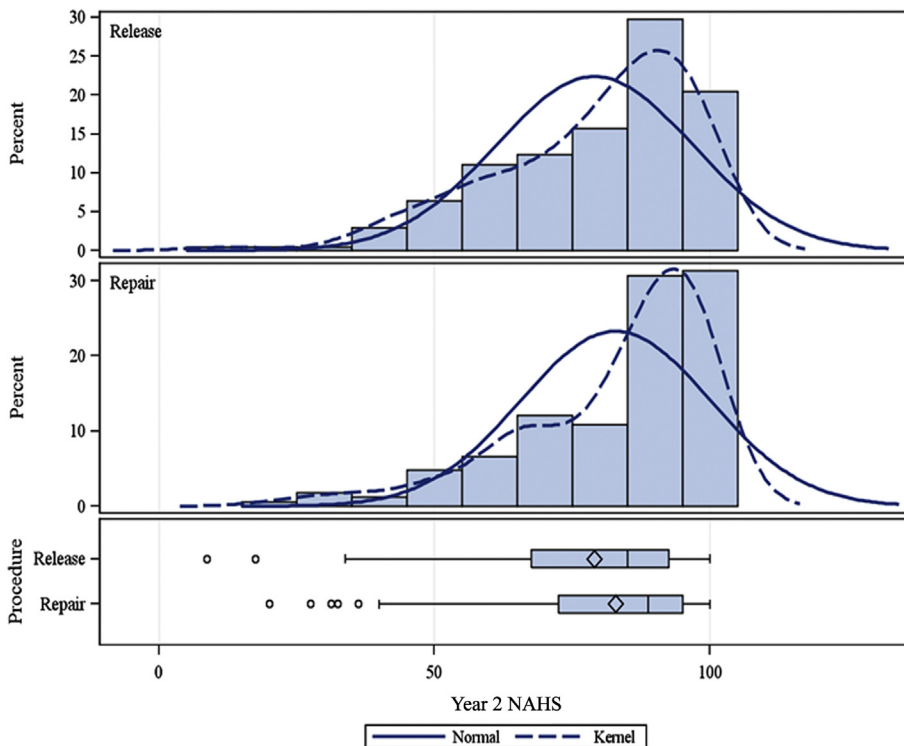 30
25
20
15
10
5
0
Percent
Release
30
20
10
0
Percent
Repair
Procedure
Release
Repair
0 50 100
Year 2 NAHS
Normal Kernel